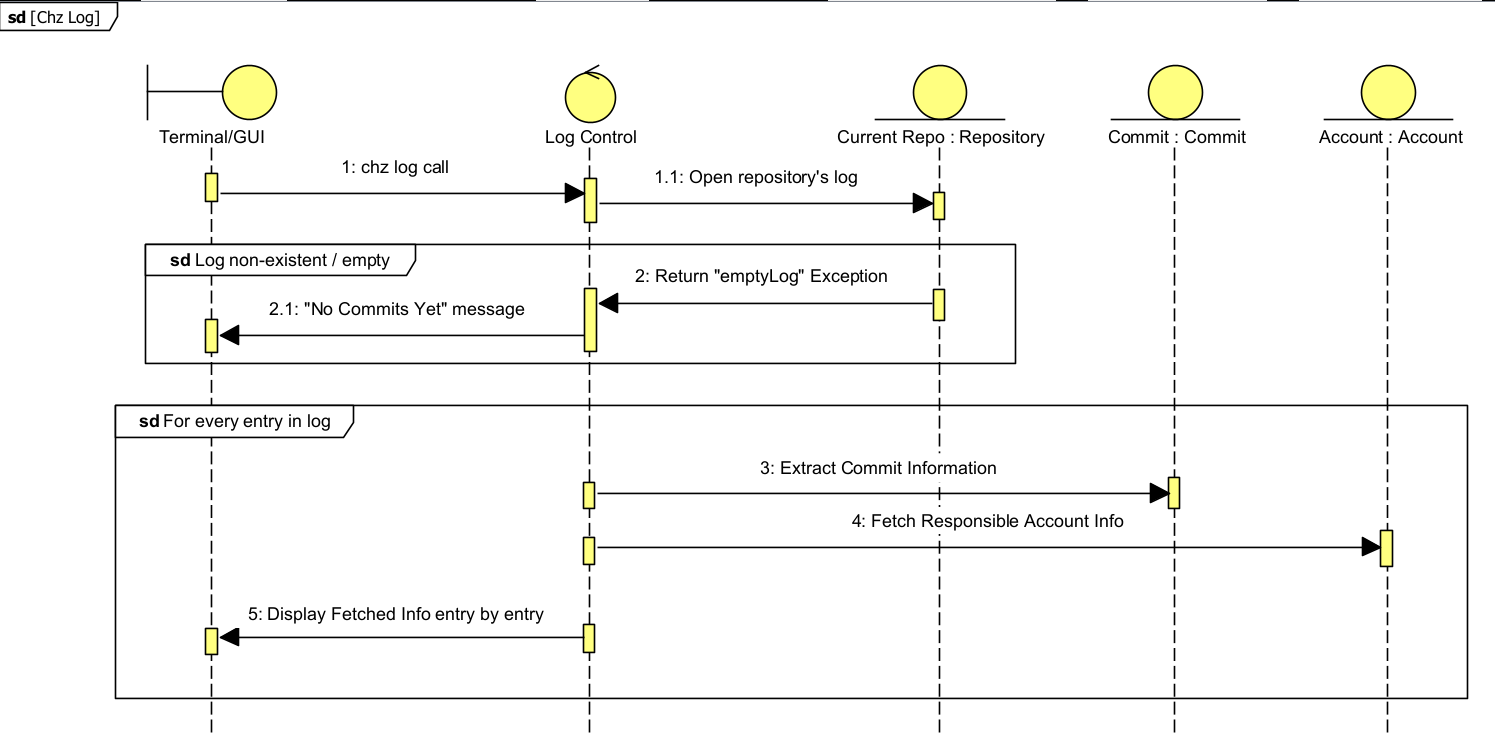 sd [Chz Log]
Terminal/GUI
Log Control
Current Repo : Repository
Commit : Commit
Account : Account
1: chz log call
1.1: Open repository's log
sd Log non-existent / empty
2: Return "emptyLog" Exception
2.1: "No Commits Yet" message
sd For every entry in log
3: Extract Commit Information
4: Fetch Responsible Account Info
5: Display Fetched Info entry by entry